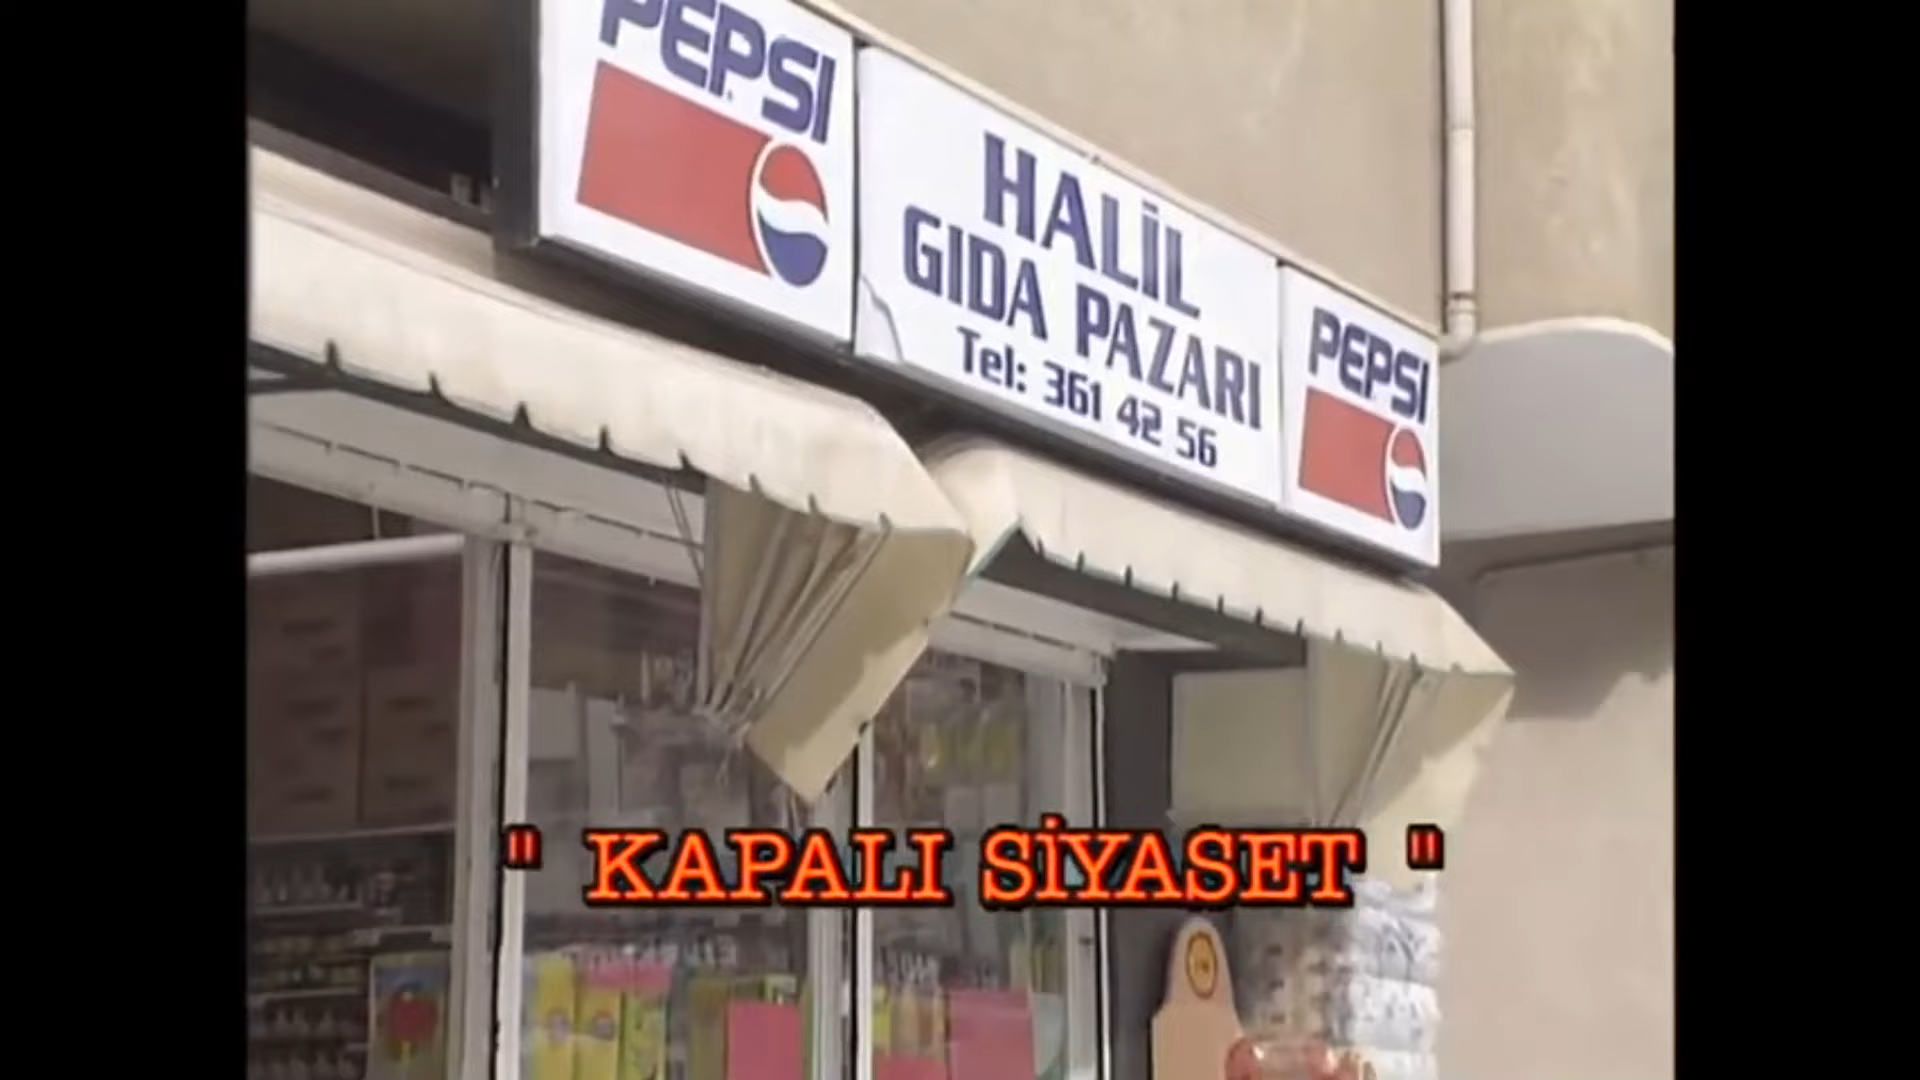 PEPSI
HALİL
GIDA PAZARI
Tel: 361 42 56
PEPSI
" KAPALI SİYASET "